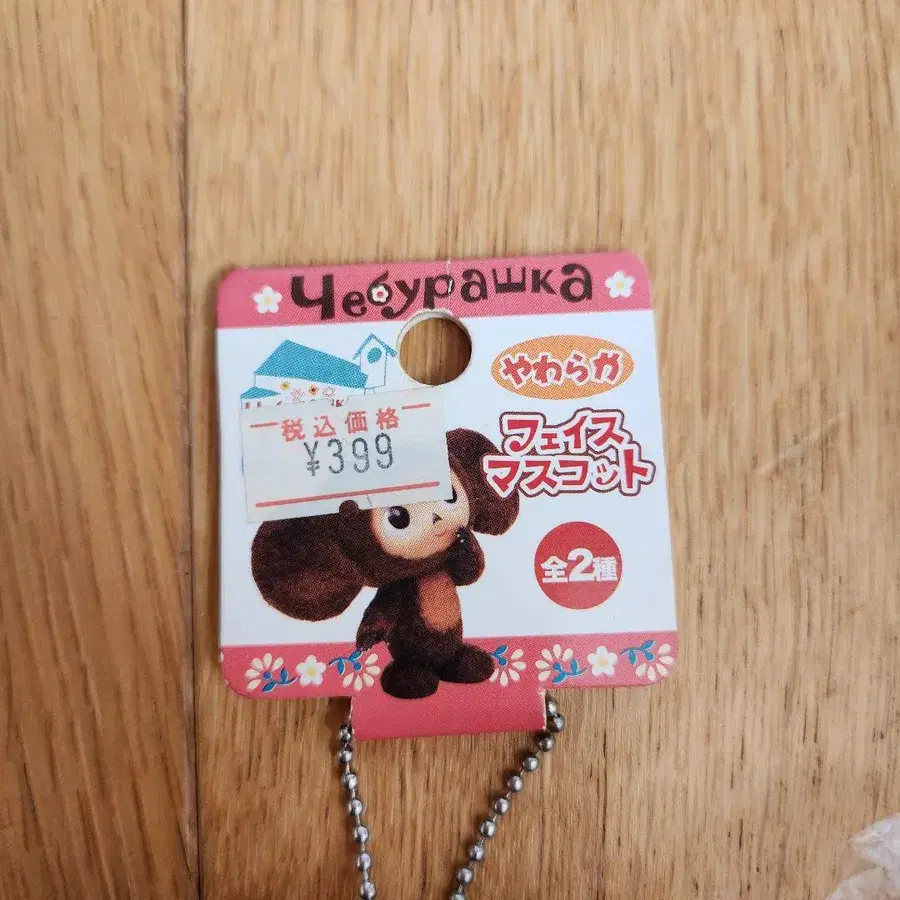 Чебурашка
やわらか
フェイス
マスコット
税込価格
¥399
全2種